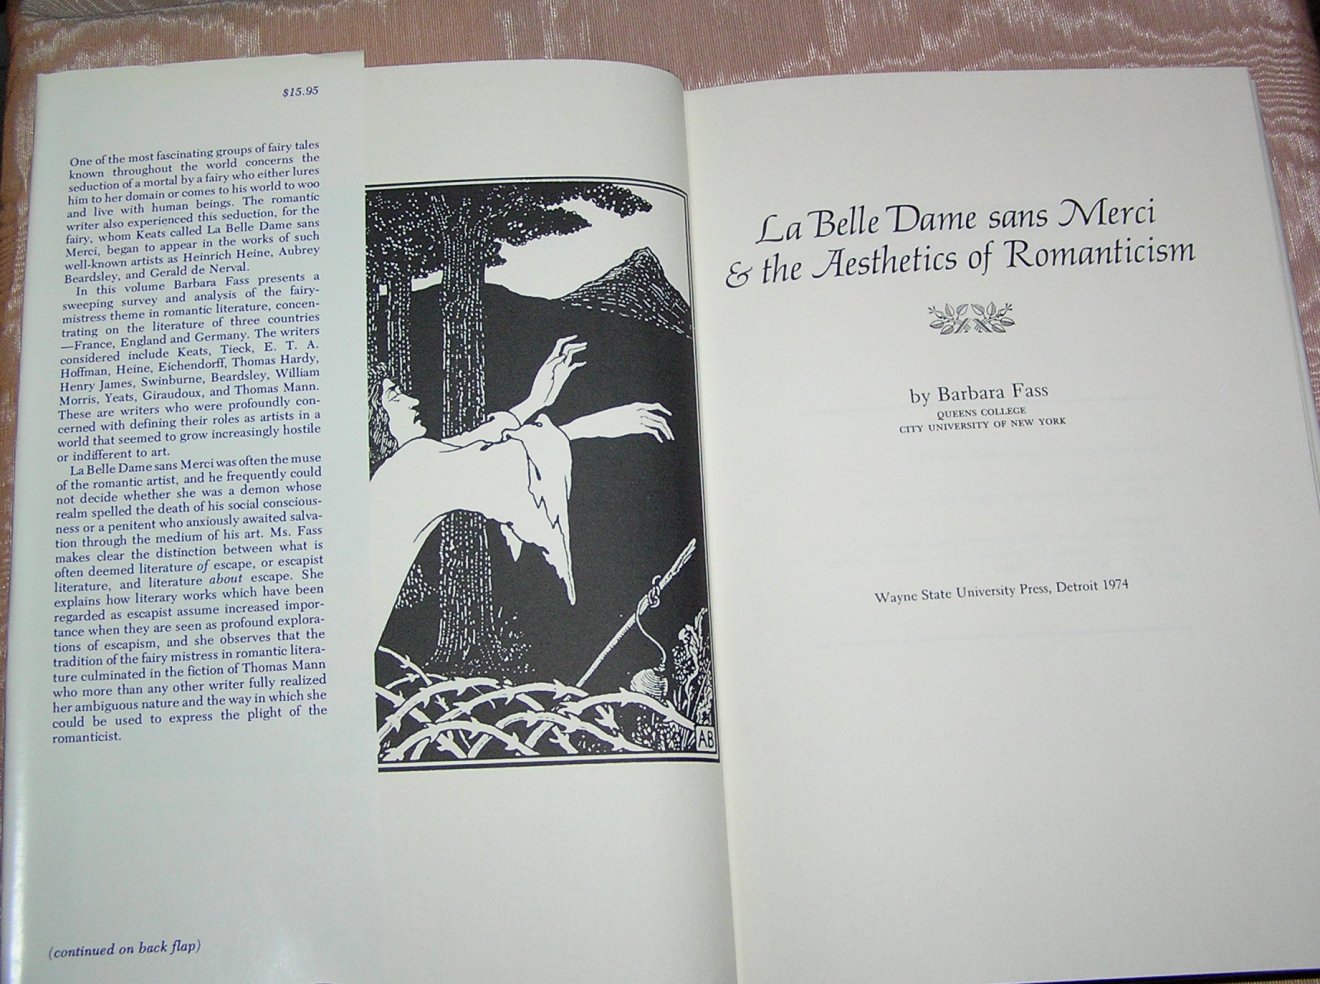 $15.95
One of the most fascinating groups of fairy tales
known throughout the world concerns the
seduction of a mortal by a fairy who either lures
him to her domain or comes to his world to woo
and live with human beings. The romantic
writer also experienced this seduction, for the
fairy, whom Keats called La Belle Dame sans
Merci, began to appear in the works of such
well-known artists as Heinrich Heine, Aubrey
Beardsley, and Gerald de Nerval.
In this volume Barbara Fass presents a
sweeping survey and analysis of the fairy-
mistress theme in romantic literature, concen-
trating on the literature of three countries
—France, England and Germany. The writers
considered include Keats, Tieck, E. T. A.
Hoffman, Heine, Eichendorff, Thomas Hardy,
Henry James, Swinburne, Beardsley, William
Morris, Yeats, Giraudoux, and Thomas Mann.
These are writers who were profoundly con-
cerned with defining their roles as artists in a
world that seemed to grow increasingly hostile
or indifferent to art.
La Belle Dame sans Merci was often the muse
of the romantic artist, and he frequently could
not decide whether she was a demon whose
realm spelled the death of his social conscious-
ness or a penitent who anxiously awaited salva-
tion through the medium of his art. Ms. Fass
makes clear the distinction between what is
often deemed literature of escape, or escapist
literature, and literature about escape. She
explains how literary works which have been
regarded as escapist assume increased impor-
tance when they are seen as profound explora-
tions of escapism, and she observes that the
tradition of the fairy mistress in romantic litera-
ture culminated in the fiction of Thomas Mann
who more than any other writer fully realized
her ambiguous nature and the way in which she
could be used to express the plight of the
romanticist.
(continued on back flap)
AB
La Belle Dame sans Merci
& the Aesthetics of Romanticism
by Barbara Fass
QUEENS COLLEGE
CITY UNIVERSITY OF NEW YORK
Wayne State University Press, Detroit 1974